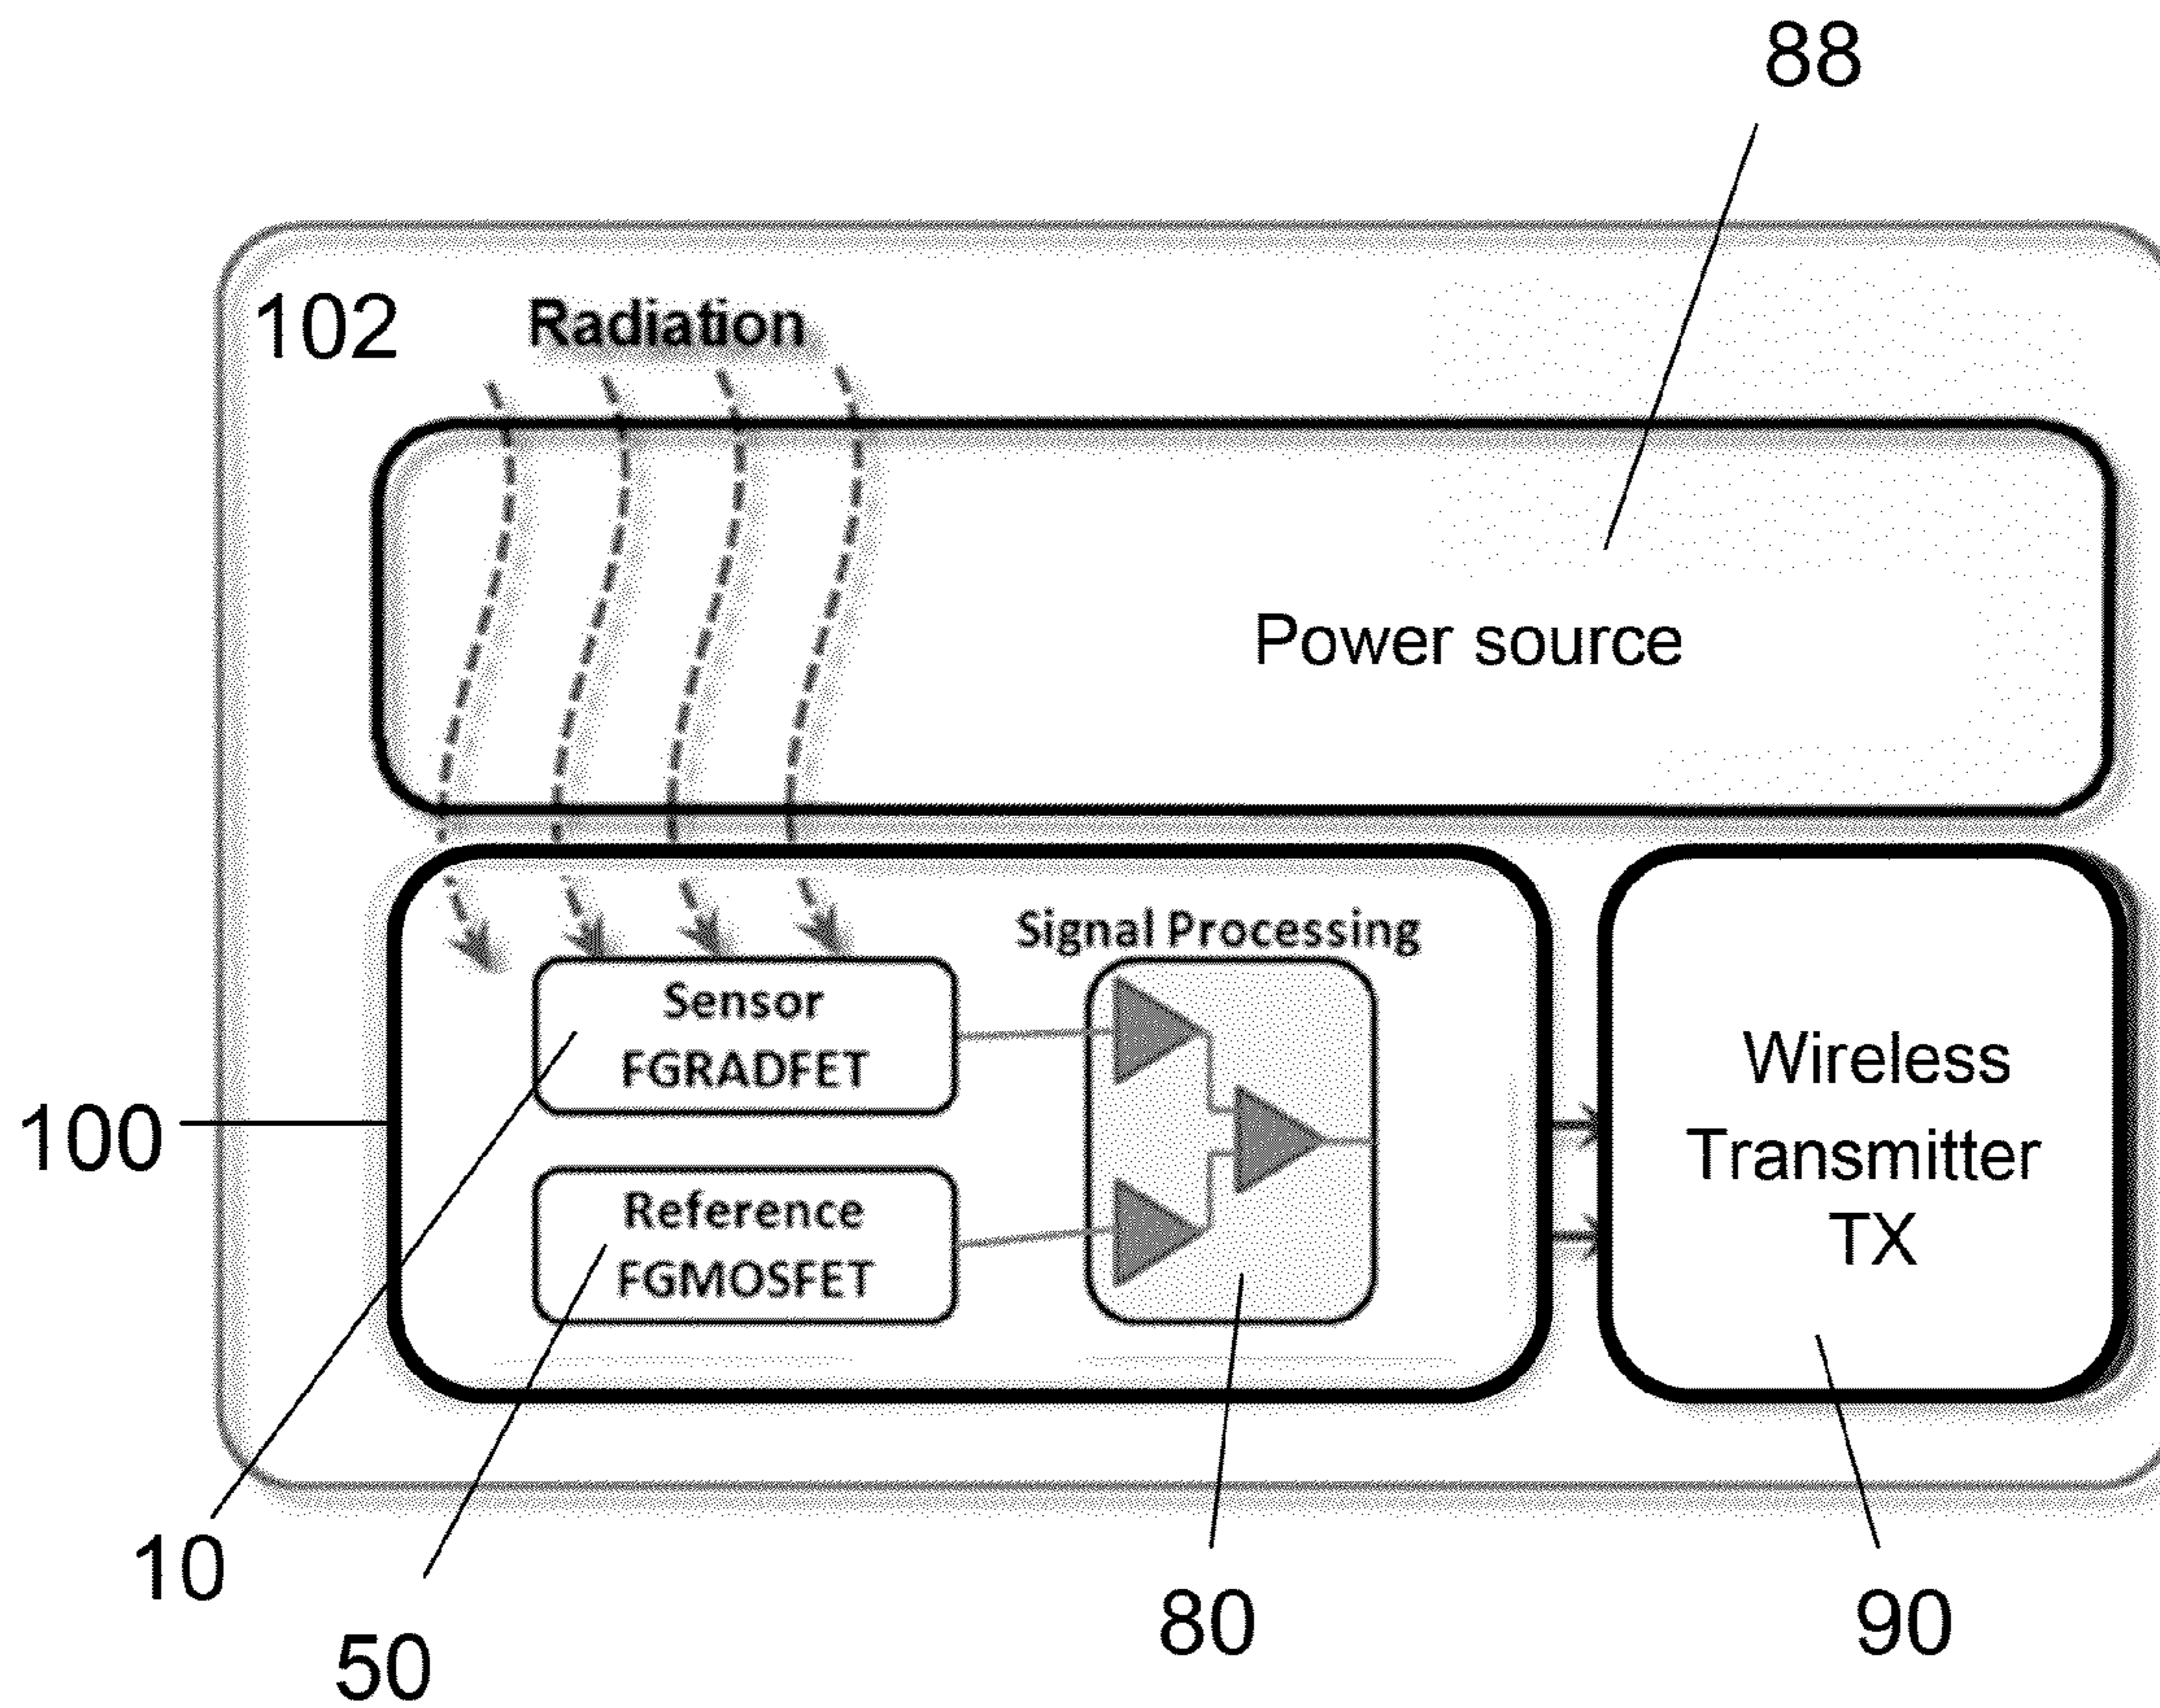 88
102
Radiation
Power source
Signal Processing
Sensor
FGRADFET
Reference
FGMOSFET
Wireless
Transmitter
TX
100
10
50
80
90